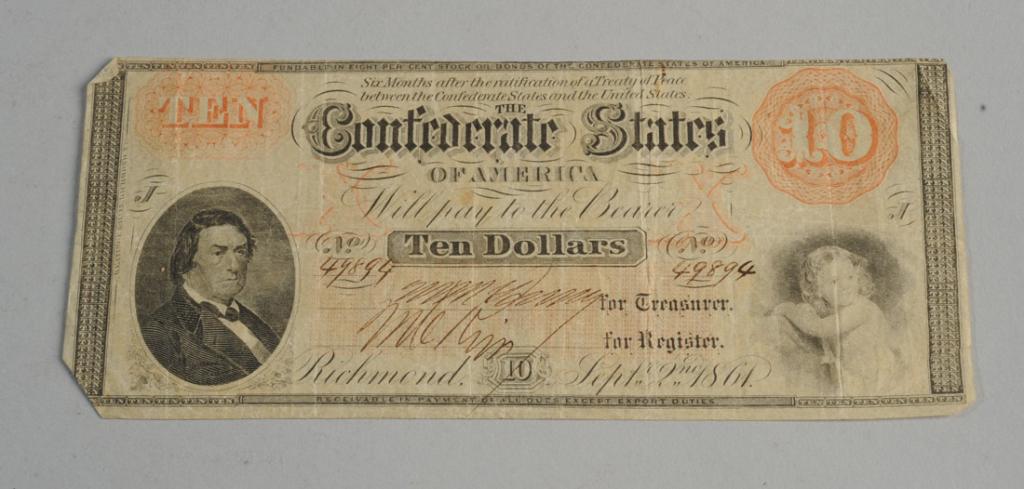 FUNDABLE IN EIGHT PER CENT STOCK OR BONDS OF THE CONFEDERATE STATES OF AMERICA
Six Months after the ratification of a Treaty of Peace
between the Confederate States and the United States.
TEN
THE
Confederate States
10
OF AMERICA
Will pay to the Bearer
No Ten Dollars No
49894 49894
for Treasurer.
for Register.
Richmond. 10 Septr. 2nd. 1861.
RECEIVABLE IN PAYMENT OF ALL DUES EXCEPT EXPORT DUTIES